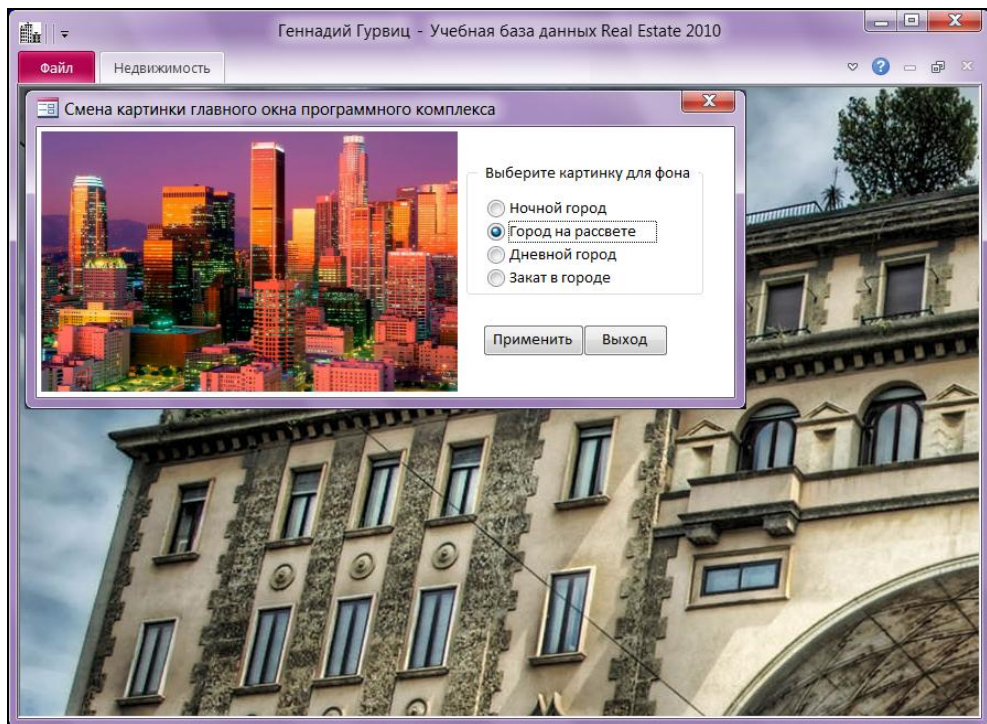 Геннадий Гурвиц - Учебная база данных Real Estate 2010
Файл Недвижимость
Смена картинки главного окна программного комплекса
Выберите картинку для фона
Ночной город
Город на рассвете
Дневной город
Закат в городе
Применить Выход